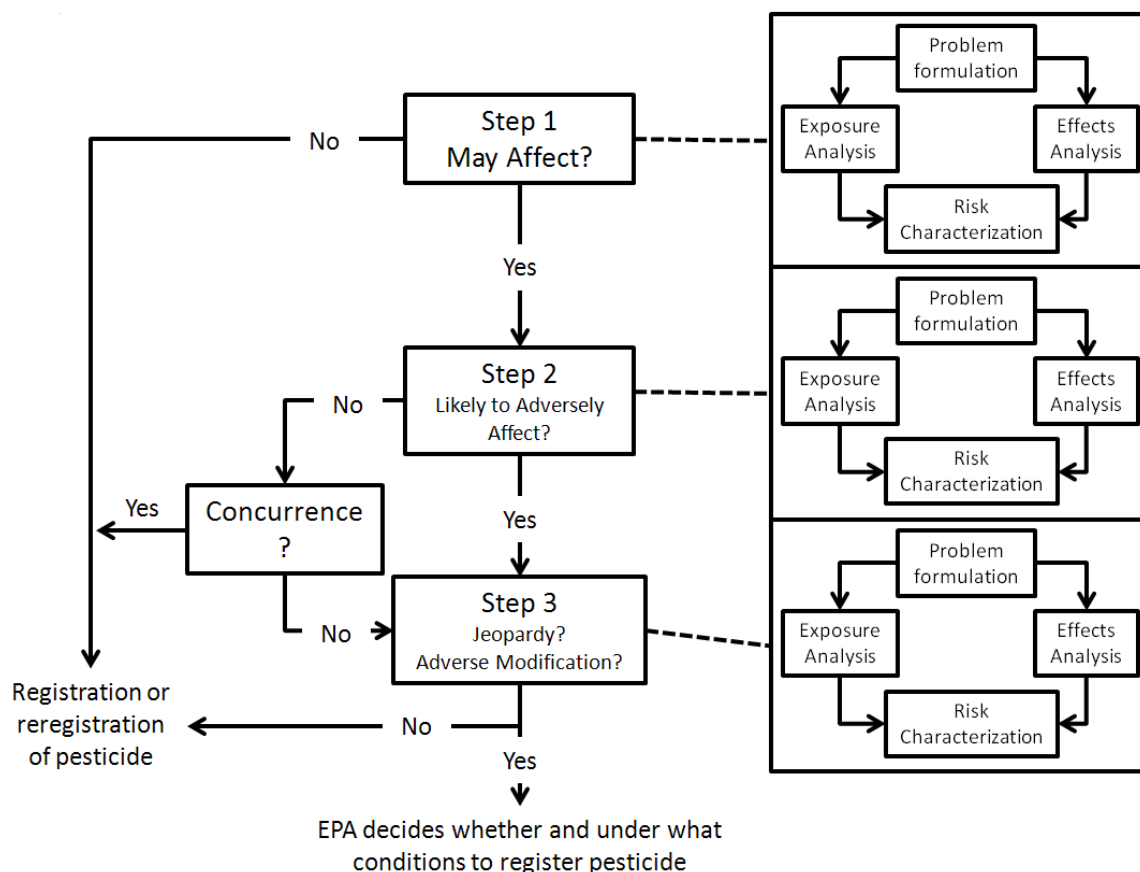 Step 1
May Affect?
No
Yes
Step 2
Likely to Adversely
Affect?
No
Concurrence
?
Yes
Yes
No
Step 3
Jeopardy?
Adverse Modification?
Registration or
reregistration
of pesticide
No
Yes
EPA decides whether and under what
conditions to register pesticide
Problem
formulation
Exposure
Analysis
Effects
Analysis
Risk
Characterization
Problem
formulation
Exposure
Analysis
Effects
Analysis
Risk
Characterization
Problem
formulation
Exposure
Analysis
Effects
Analysis
Risk
Characterization